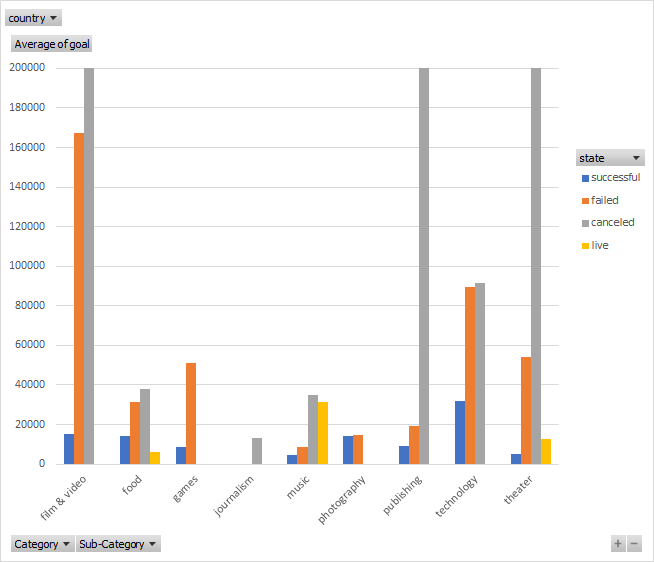 country
Average of goal
200000
180000
160000
140000
120000
100000
80000
60000
40000
20000
0
film & video
food
games
journalism
music
photography
publishing
technology
theater
state
successful
failed
canceled
live
Category
Sub-Category
+
−